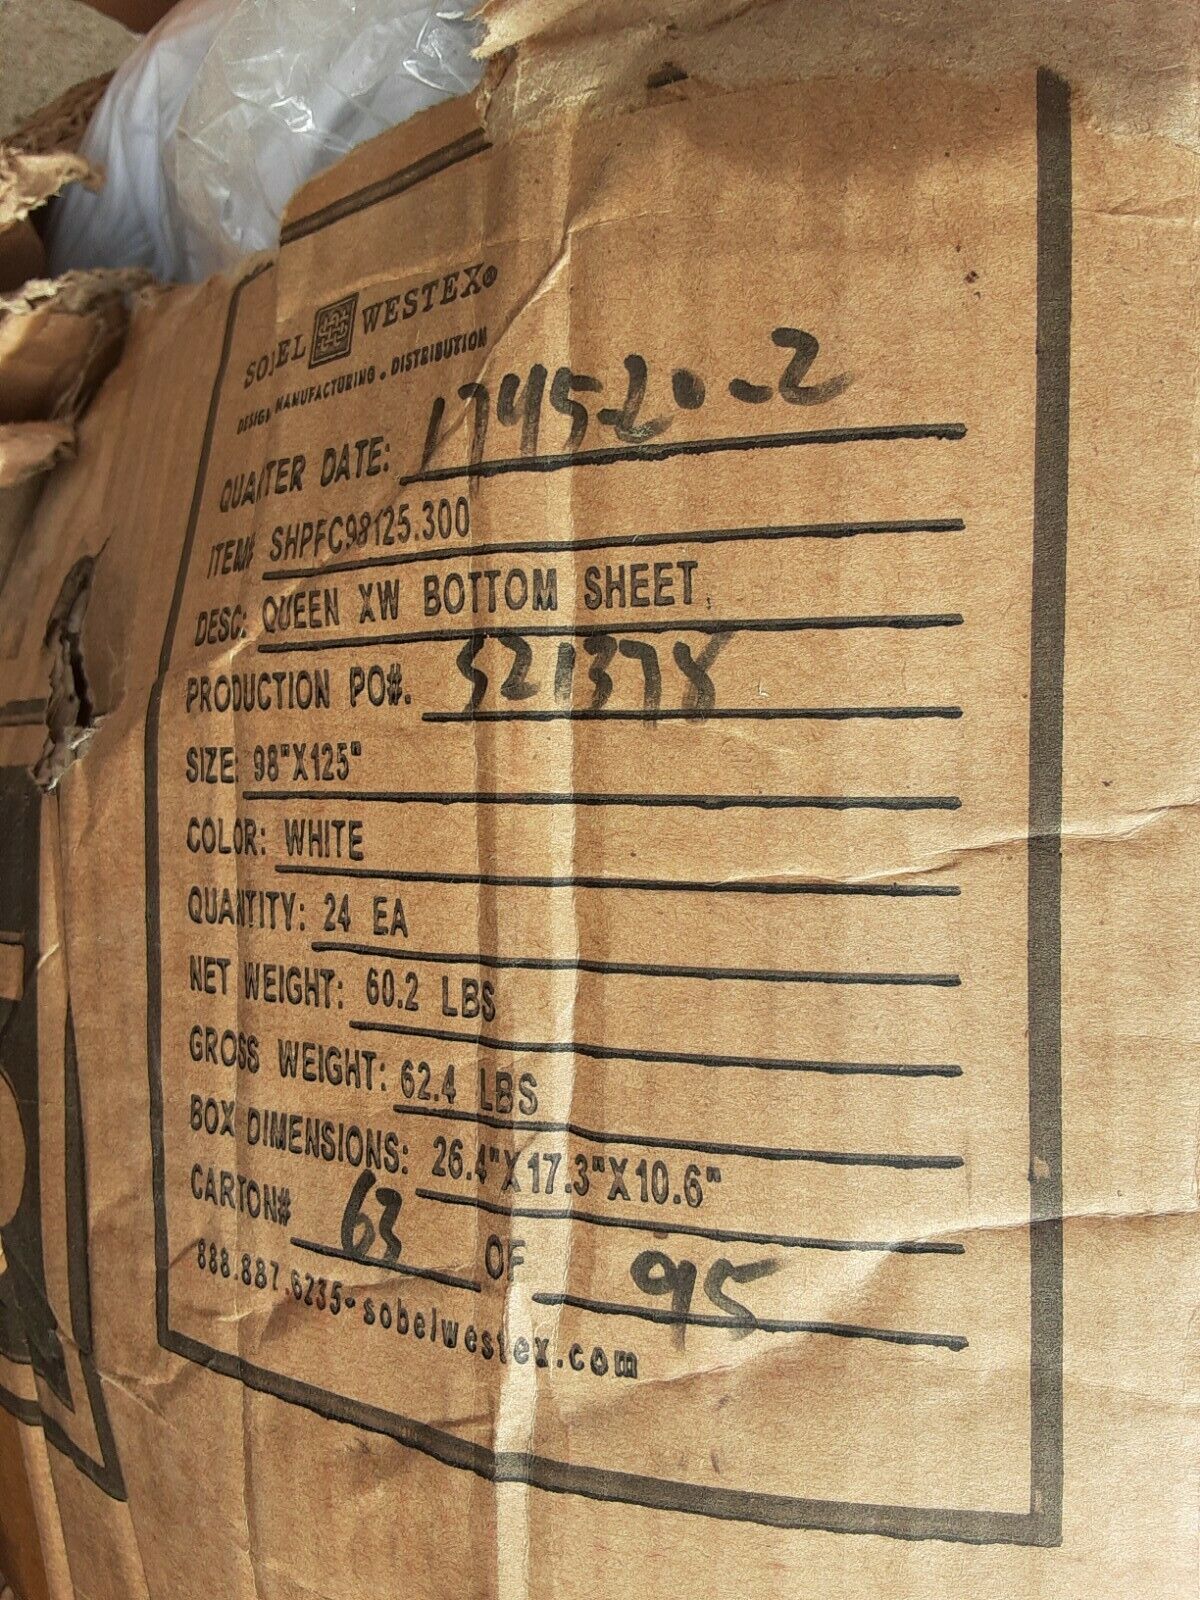 SOBEL WESTEX®
DESIGN MANUFACTURING • DISTRIBUTION
QUARTER DATE: 174520-2
ITEM# SHPFC98125.300
DESC: QUEEN XW BOTTOM SHEET
PRODUCTION PO#. 521378
SIZE: 98"X125"
COLOR: WHITE
QUANTITY: 24 EA
NET WEIGHT: 60.2 LBS
GROSS WEIGHT: 62.4 LBS
BOX DIMENSIONS: 26.4"X17.3"X10.6"
CARTON# 63 OF 95
888.887.6235-sobelwestex.com